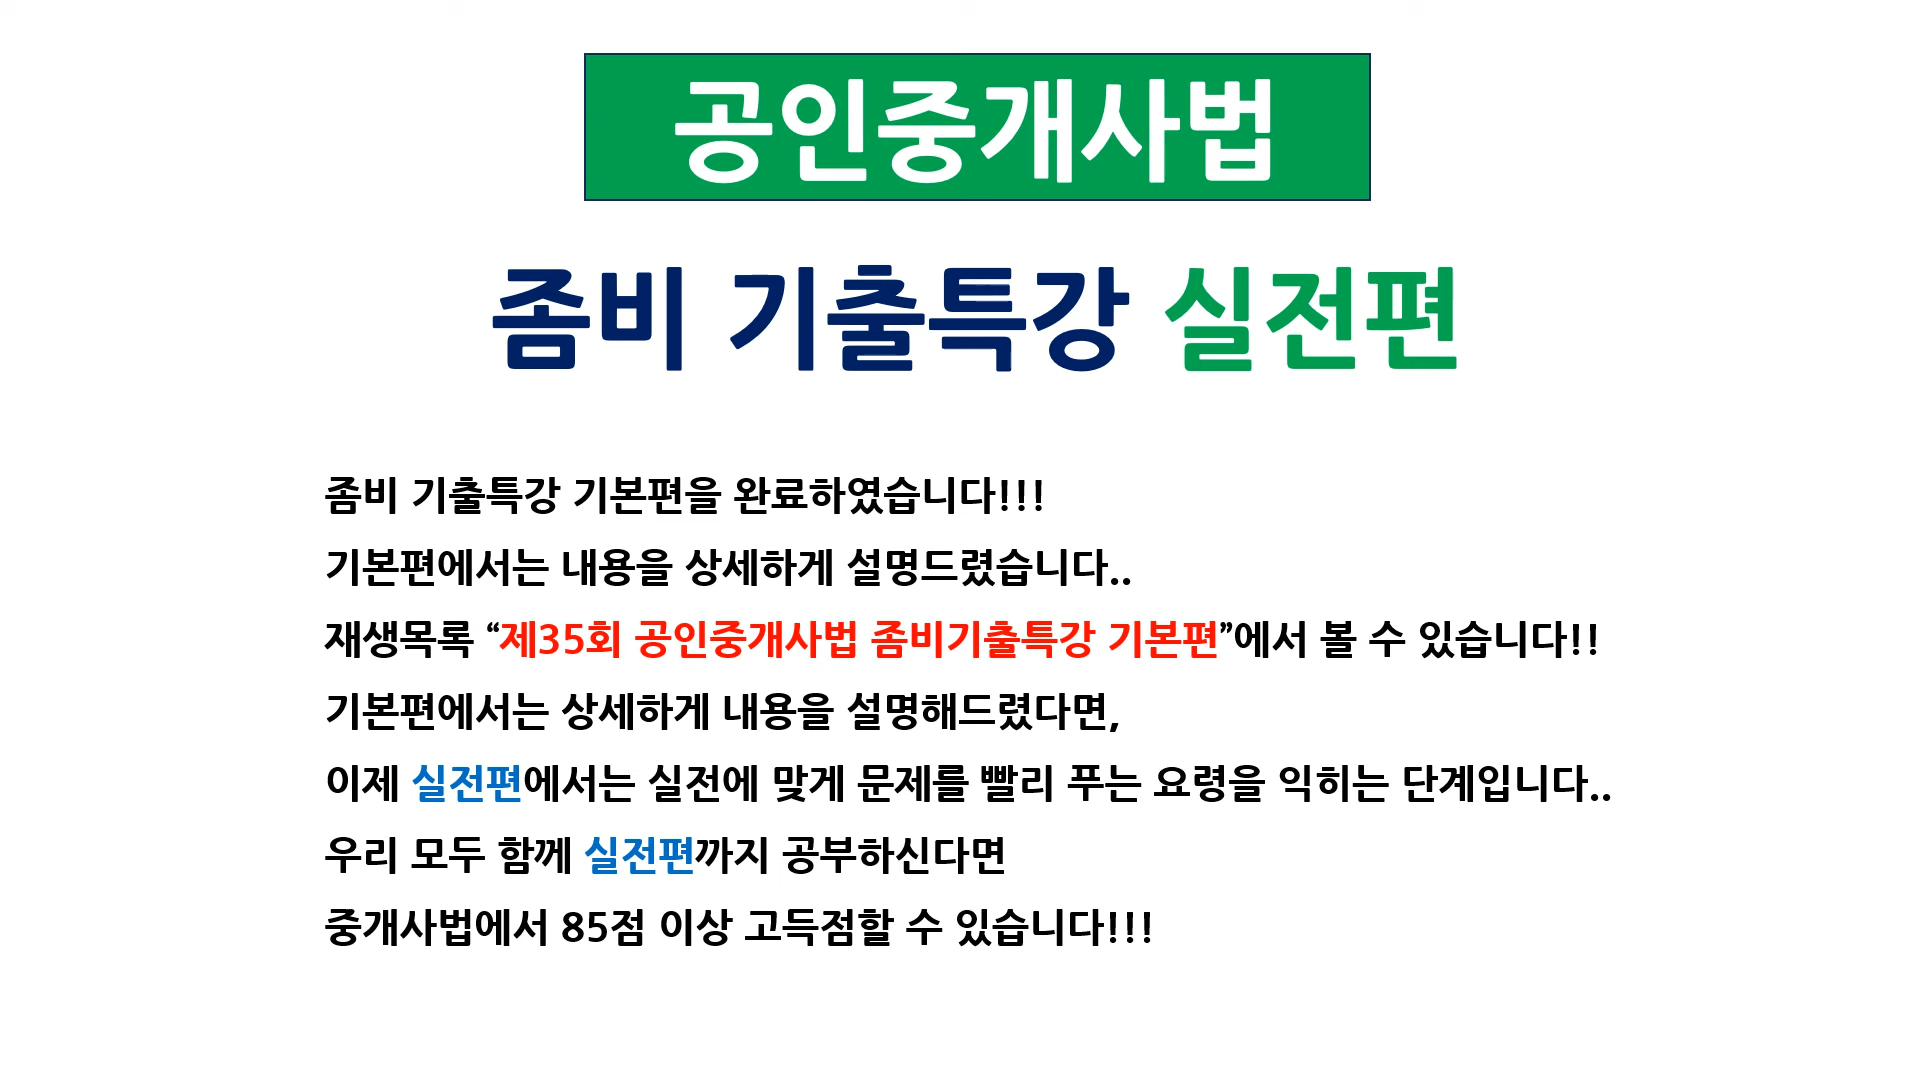 공인중개사법
좀비 기출특강 실전편
좀비 기출특강 기본편을 완료하였습니다!!!
기본편에서는 내용을 상세하게 설명드렸습니다..
재생목록 “제35회 공인중개사법 좀비기출특강 기본편”에서 볼 수 있습니다!!
기본편에서는 상세하게 내용을 설명해드렸다면,
이제 실전편에서는 실전에 맞게 문제를 빨리 푸는 요령을 익히는 단계입니다..
우리 모두 함께 실전편까지 공부하신다면
중개사법에서 85점 이상 고득점할 수 있습니다!!!